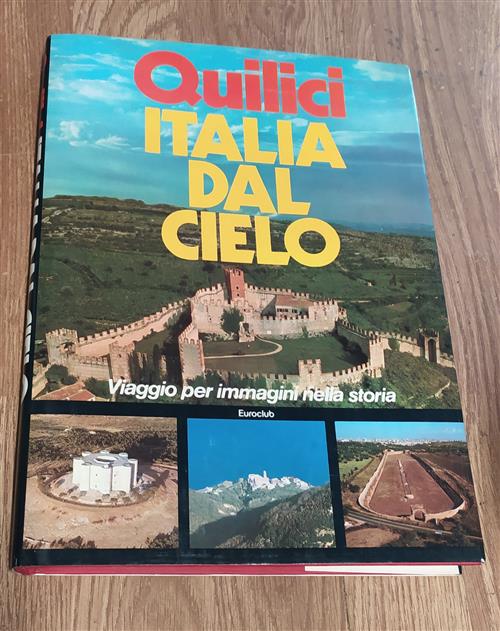 Quilici
ITALIA
DAL
CIELO
Viaggio per immagini nella storia
Euroclub